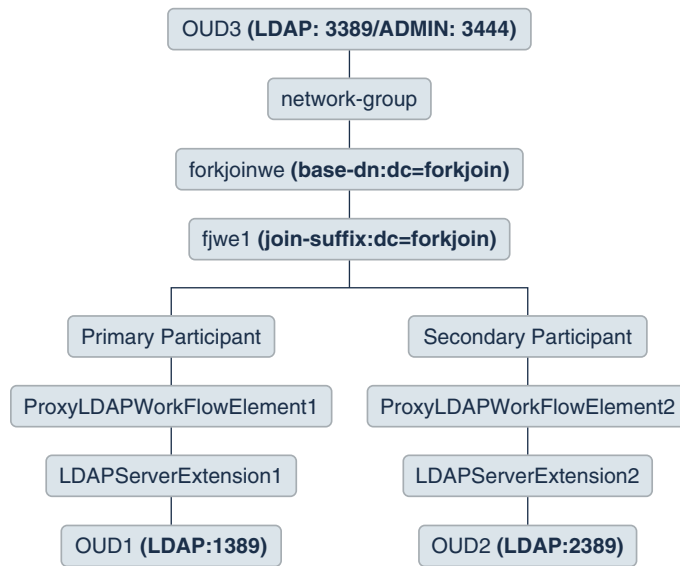 OUD3 (LDAP: 3389/ADMIN: 3444)
network-group
forkjoinwe (base-dn:dc=forkjoin)
fjwe1 (join-suffix:dc=forkjoin)
Primary Participant
Secondary Participant
ProxyLDAPWorkFlowElement1
ProxyLDAPWorkFlowElement2
LDAPServerExtension1
LDAPServerExtension2
OUD1 (LDAP:1389)
OUD2 (LDAP:2389)